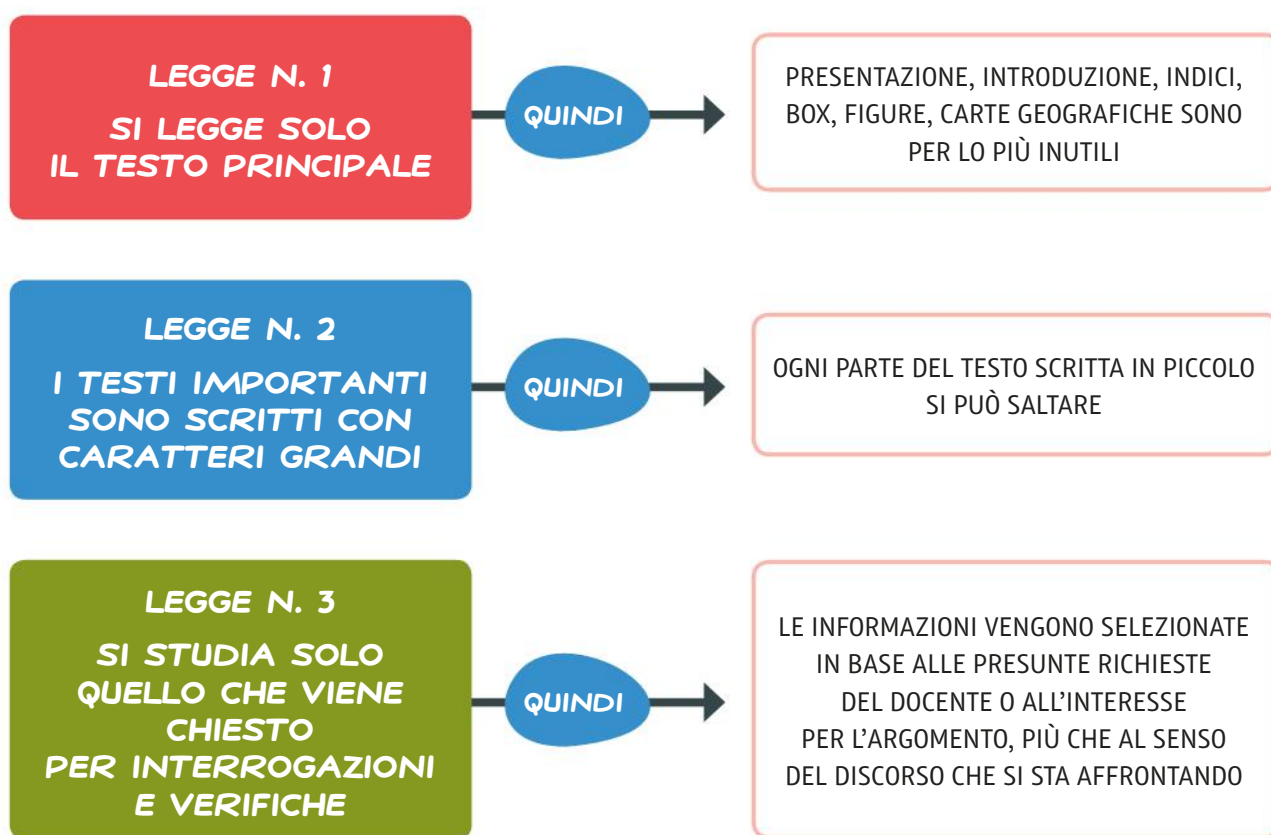 LEGGE N. 1
SI LEGGE SOLO
IL TESTO PRINCIPALE
QUINDI
PRESENTAZIONE, INTRODUZIONE, INDICI,
BOX, FIGURE, CARTE GEOGRAFICHE SONO
PER LO PIÙ INUTILI
LEGGE N. 2
I TESTI IMPORTANTI
SONO SCRITTI CON
CARATTERI GRANDI
QUINDI
OGNI PARTE DEL TESTO SCRITTA IN PICCOLO
SI PUÒ SALTARE
LEGGE N. 3
SI STUDIA SOLO
QUELLO CHE VIENE
CHIESTO
PER INTERROGAZIONI
E VERIFICHE
QUINDI
LE INFORMAZIONI VENGONO SELEZIONATE
IN BASE ALLE PRESUNTE RICHIESTE
DEL DOCENTE O ALL'INTERESSE
PER L'ARGOMENTO, PIÙ CHE AL SENSO
DEL DISCORSO CHE SI STA AFFRONTANDO